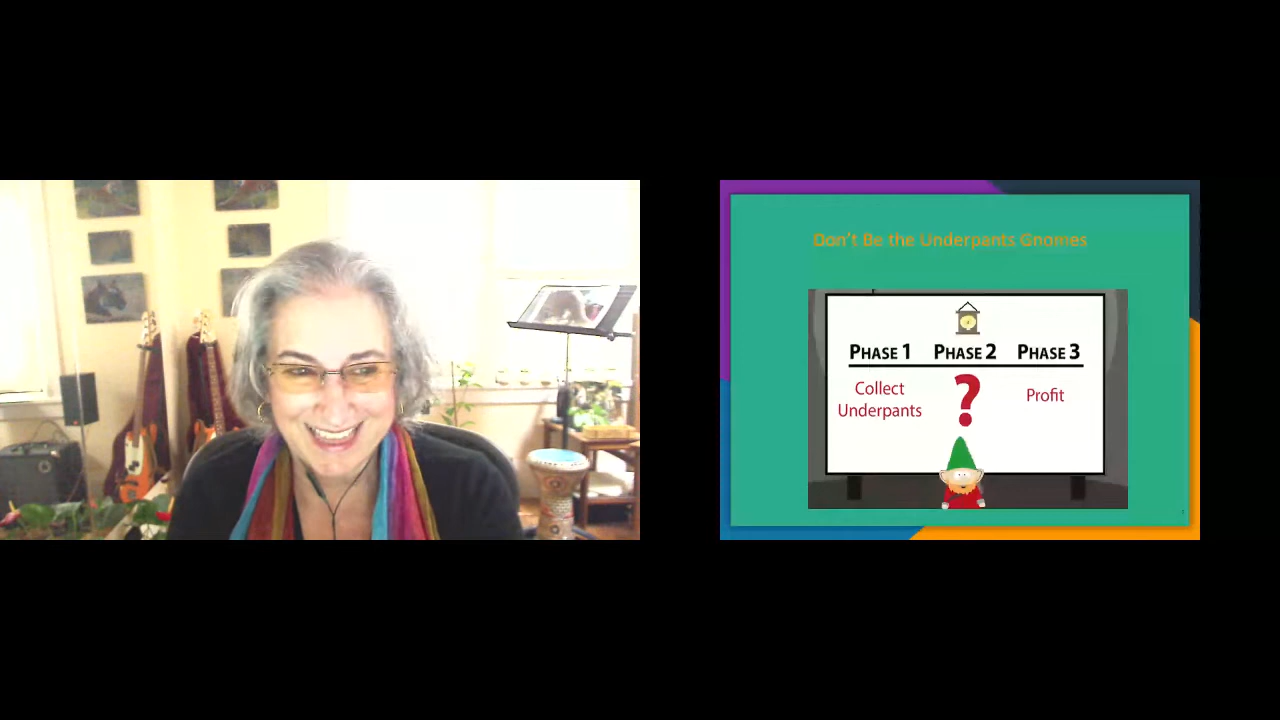 Don't Be the Underpants Gnomes
PHASE 1 PHASE 2 PHASE 3
Collect
Underpants
?
Profit